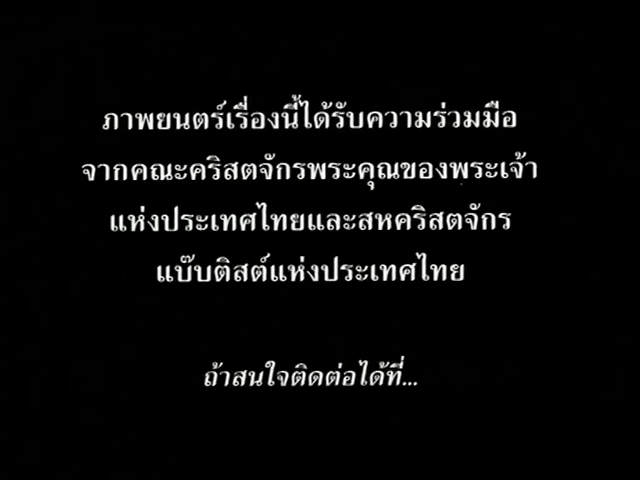 ภาพยนตร์เรื่องนี้ได้รับความร่วมมือ
จากคณะคริสตจักรพระคุณของพระเจ้า
แห่งประเทศไทยและสหคริสตจักร
แบ๊บติสต์แห่งประเทศไทย
ถ้าสนใจติดต่อได้ที่...